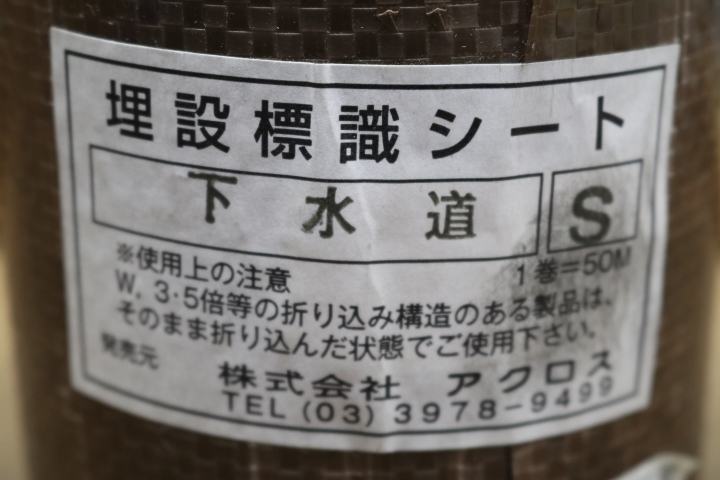 埋設標識シート
下水道 S
※使用上の注意 1巻=50M
W. 3・5倍等の折り込み構造のある製品は、
そのまま折り込んだ状態でご使用下さい。
発売元 株式会社 アクロス
TEL (03) 3978-9499